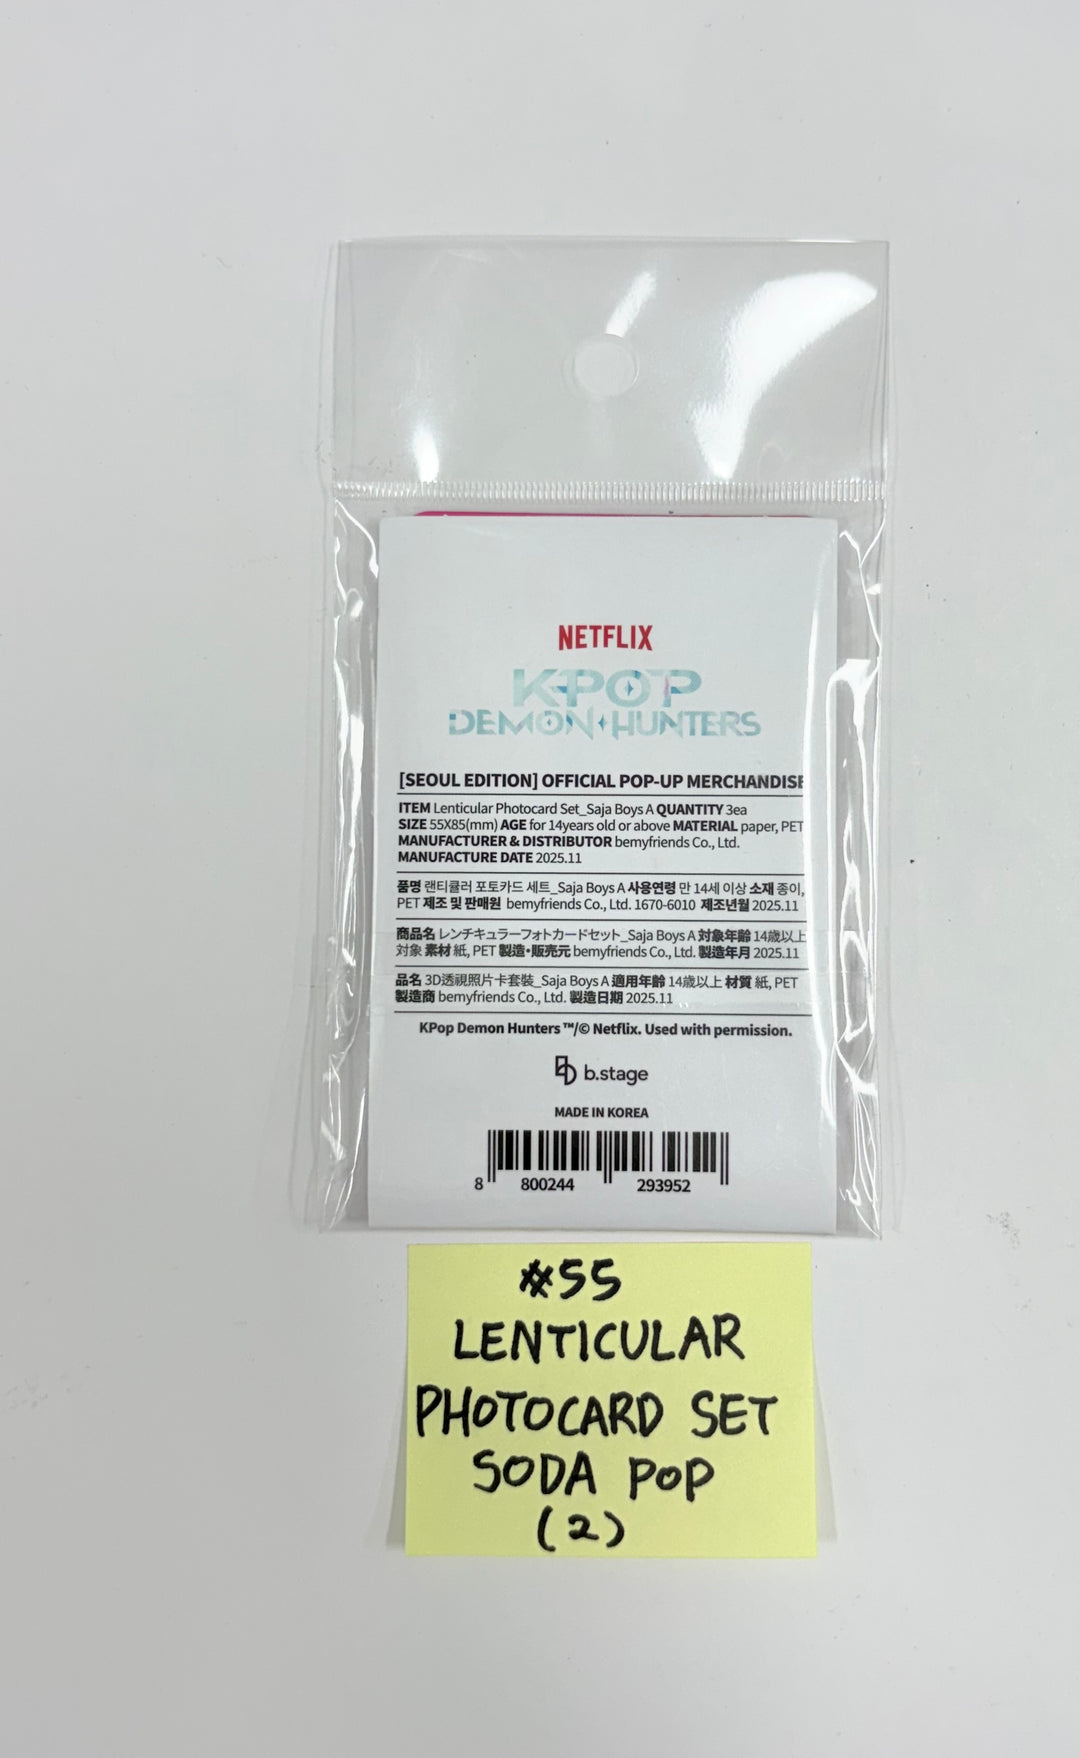 NETFLIX
KPOP
DEMON HUNTERS
[SEOUL EDITION] OFFICIAL POP-UP MERCHANDISE
ITEM Lenticular Photocard Set_Saja Boys A QUANTITY 3ea
SIZE 55X85(mm) AGE for 14years old or above MATERIAL paper, PET
MANUFACTURER & DISTRIBUTOR bemyfriends Co., Ltd.
MANUFACTURE DATE 2025.11
품명 랜티큘러 포토카드 세트_Saja Boys A 사용연령 만 14세 이상 소재 종이,
PET 제조 및 판매원 bemyfriends Co., Ltd. 1670-6010 제조년월 2025.11
商品名 レンチキュラーフォトカードセット_Saja Boys A 対象年齢 14歳以上
対象 素材 紙, PET 製造・販売元 bemyfriends Co., Ltd. 製造年月 2025.11
品名 3D透視照片卡套裝_Saja Boys A 適用年齡 14歲以上 材質 紙, PET
製造商 bemyfriends Co., Ltd. 製造日期 2025.11
KPop Demon Hunters ™/© Netflix. Used with permission.
b.stage
MADE IN KOREA
8 800244 293952
#55
LENTICULAR
PHOTOCARD SET
SODA POP
(2)